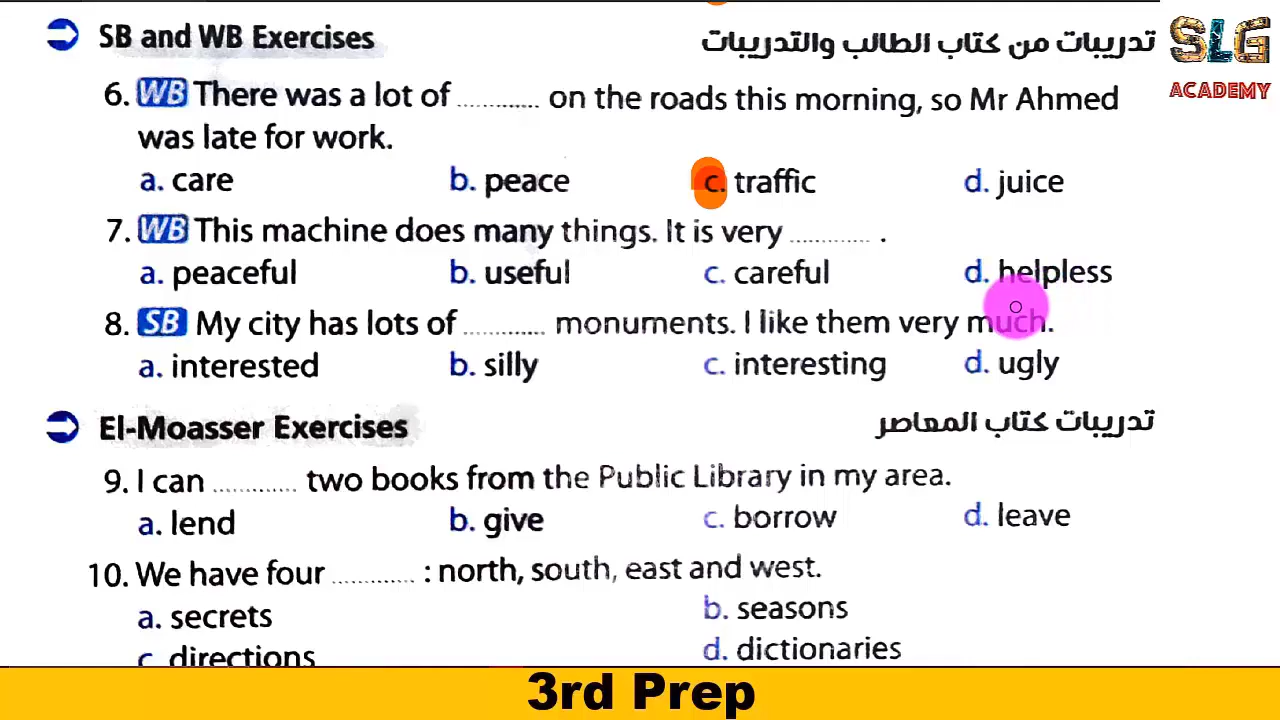 SB and WB Exercises تدريبات من كتاب الطالب والتدريبات
SLG
ACADEMY
6. WB There was a lot of ............ on the roads this morning, so Mr Ahmed
was late for work.
a. care b. peace c. traffic d. juice
7. WB This machine does many things. It is very ............ .
a. peaceful b. useful c. careful d. helpless
8. SB My city has lots of ............ monuments. I like them very much.
a. interested b. silly c. interesting d. ugly
El-Moasser Exercises تدريبات كتاب المعاصر
9. I can ............ two books from the Public Library in my area.
a. lend b. give c. borrow d. leave
10. We have four ............ : north, south, east and west.
a. secrets b. seasons
c. directions d. dictionaries
3rd Prep